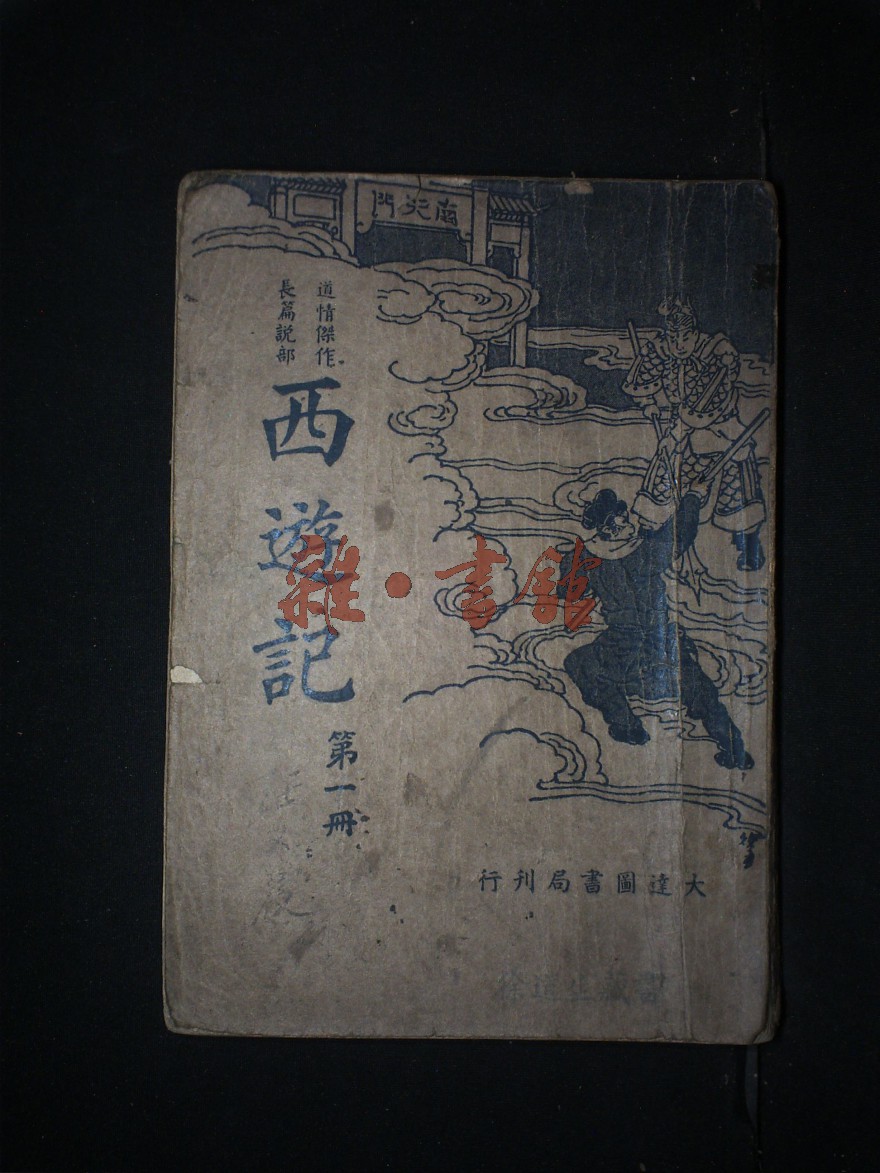 南天門
道情傑作
長篇説部
西遊記
第一冊
雜·書館
大達圖書局刊行